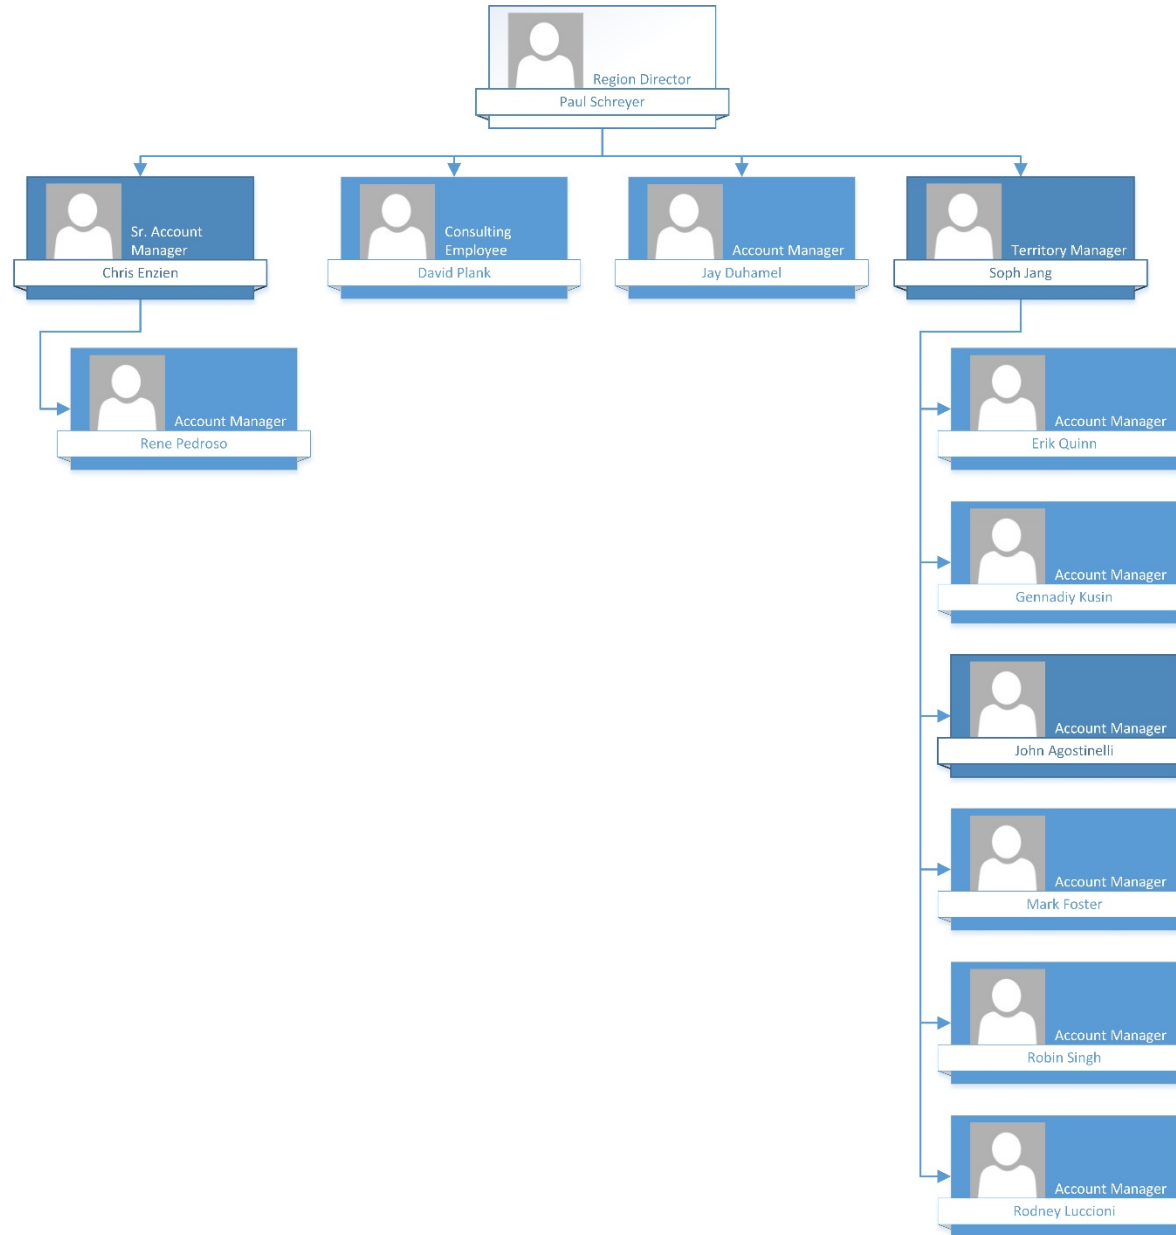 Region Director
Paul Schreyer
Sr. Account
Manager
Chris Enzien
Consulting
Employee
David Plank
Account Manager
Jay Duhamel
Territory Manager
Soph Jang
Account Manager
Rene Pedroso
Account Manager
Erik Quinn
Account Manager
Gennadiy Kusin
Account Manager
John Agostinelli
Account Manager
Mark Foster
Account Manager
Robin Singh
Account Manager
Rodney Luccioni